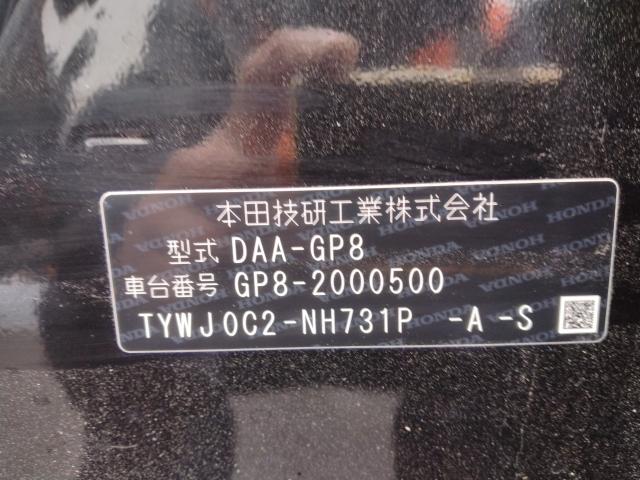 本田技研工業株式会社
型式 DAA-GP8
車台番号 GP8-2000500
TYWJ0C2-NH731P -A -S